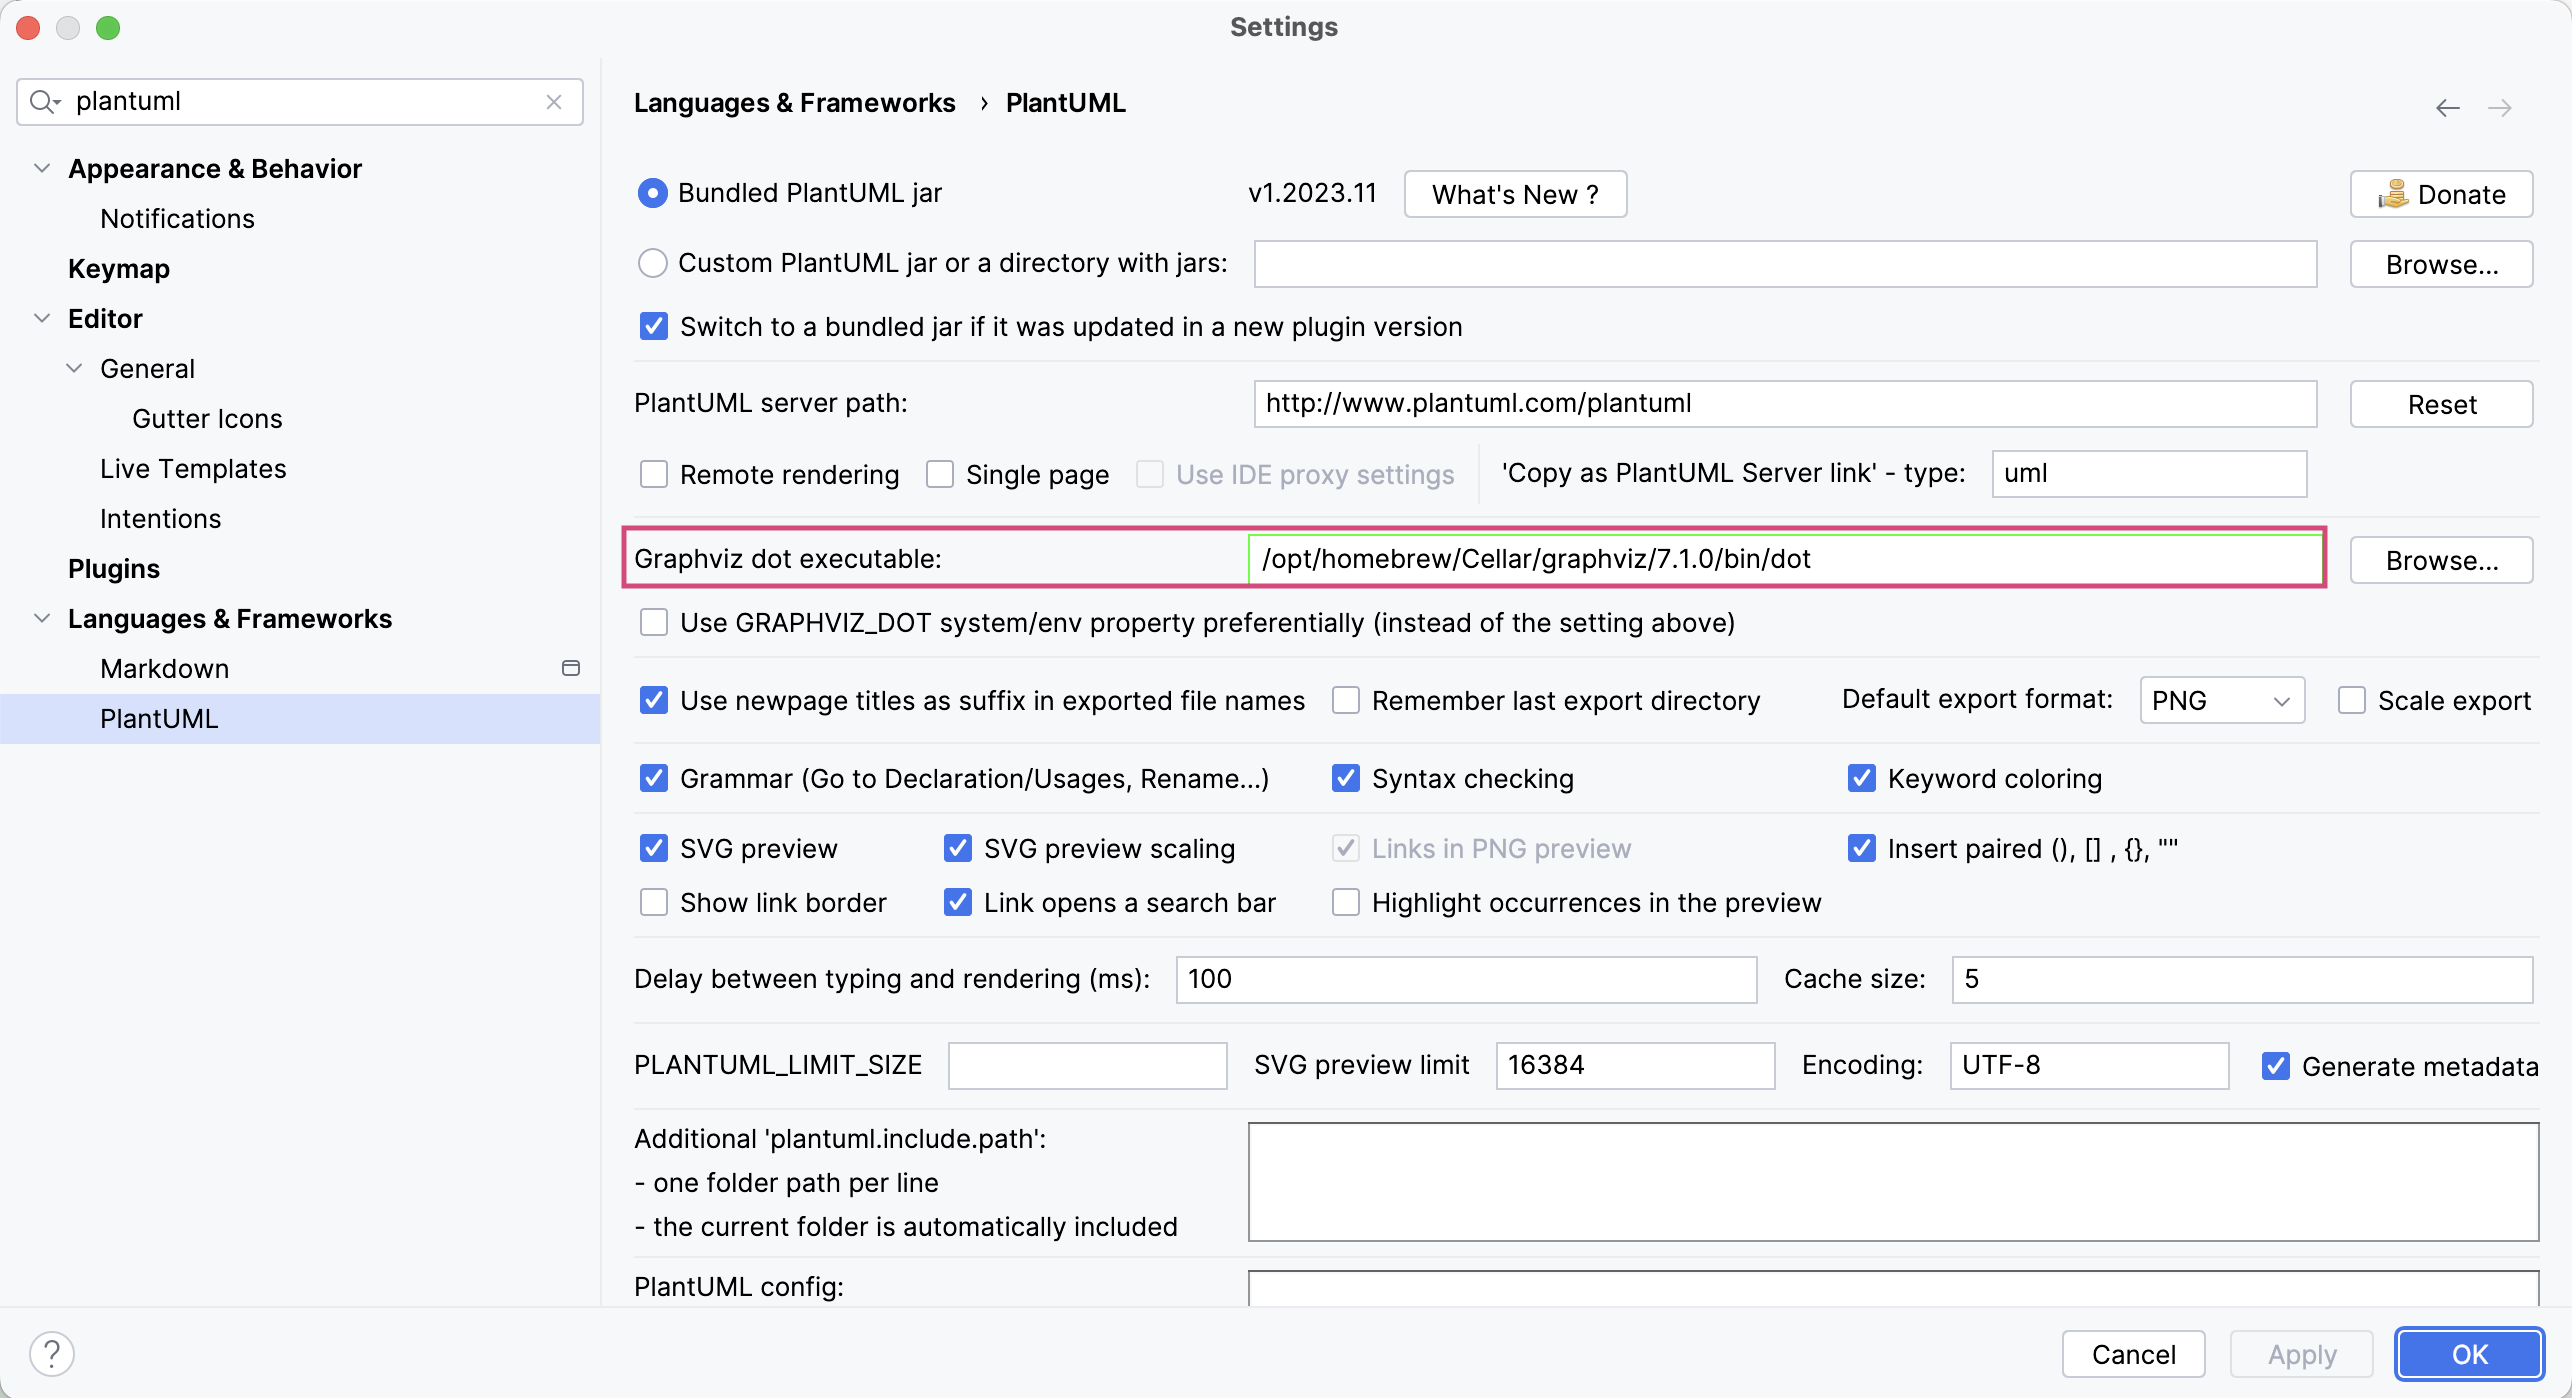 Settings
plantuml
Appearance & Behavior
Notifications
Keymap
Editor
General
Gutter Icons
Live Templates
Intentions
Plugins
Languages & Frameworks
Markdown
PlantUML
Languages & Frameworks › PlantUML
Bundled PlantUML jar v1.2023.11 What's New ? Donate
Custom PlantUML jar or a directory with jars: Browse...
Switch to a bundled jar if it was updated in a new plugin version
PlantUML server path: http://www.plantuml.com/plantuml Reset
Remote rendering Single page Use IDE proxy settings 'Copy as PlantUML Server link' - type: uml
Graphviz dot executable: /opt/homebrew/Cellar/graphviz/7.1.0/bin/dot Browse...
Use GRAPHVIZ_DOT system/env property preferentially (instead of the setting above)
Use newpage titles as suffix in exported file names Remember last export directory Default export format: PNG Scale export
Grammar (Go to Declaration/Usages, Rename...) Syntax checking Keyword coloring
SVG preview SVG preview scaling Links in PNG preview Insert paired (), [] , {}, ""
Show link border Link opens a search bar Highlight occurrences in the preview
Delay between typing and rendering (ms): 100 Cache size: 5
PLANTUML_LIMIT_SIZE SVG preview limit 16384 Encoding: UTF-8 Generate metadata
Additional 'plantuml.include.path':
- one folder path per line
- the current folder is automatically included
PlantUML config:
? Cancel Apply OK